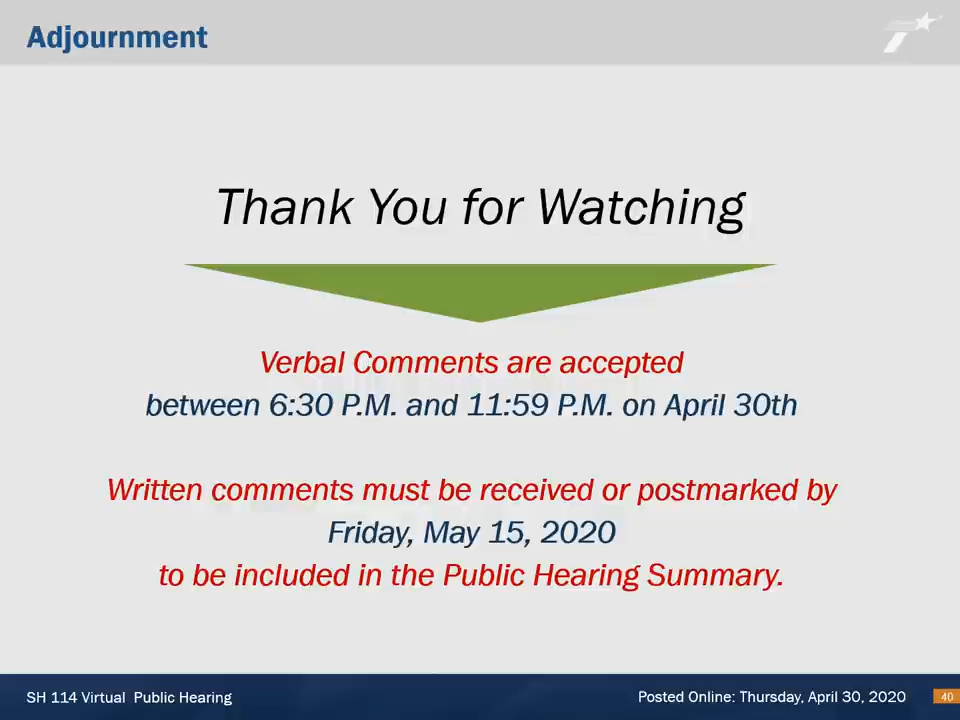 Adjournment
Thank You for Watching
Verbal Comments are accepted
between 6:30 P.M. and 11:59 P.M. on April 30th
Written comments must be received or postmarked by
Friday, May 15, 2020
to be included in the Public Hearing Summary.
SH 114 Virtual Public Hearing
Posted Online: Thursday, April 30, 2020
40